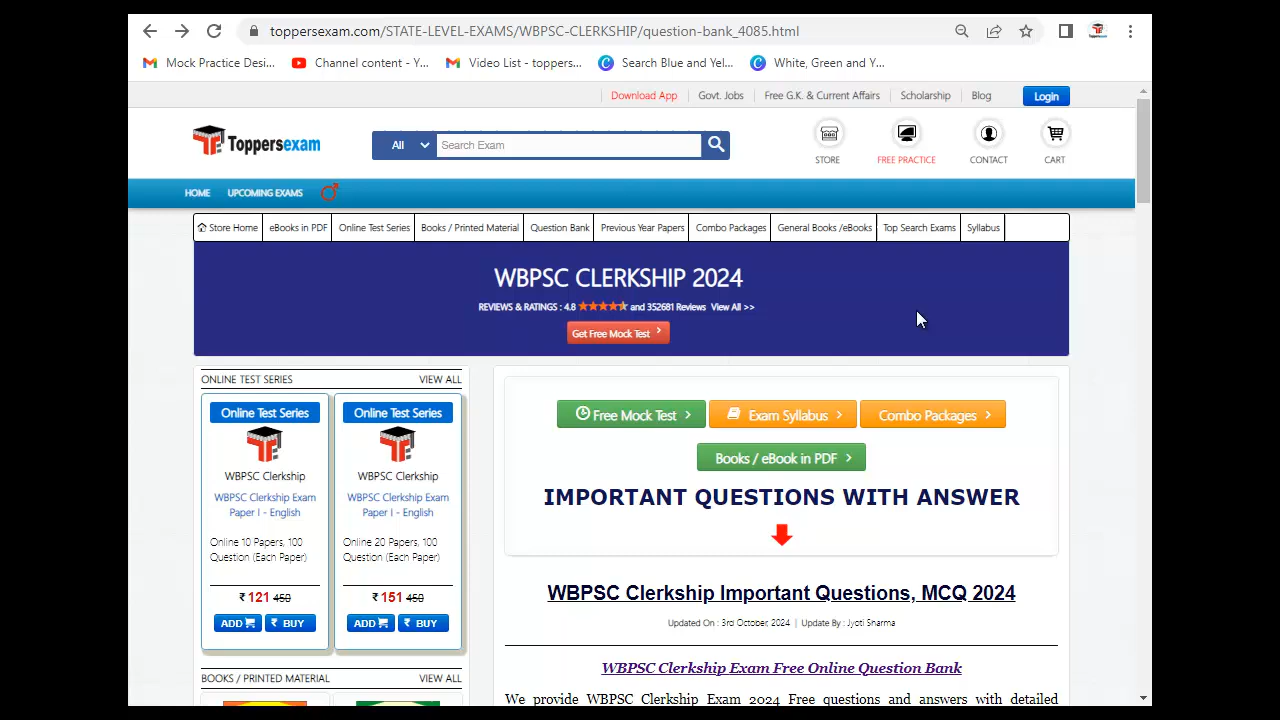 toppersexam.com/STATE-LEVEL-EXAMS/WBPSC-CLERKSHIP/question-bank_4085.html
Mock Practice Desi... Channel content - Y... Video List - toppers... Search Blue and Yel... White, Green and Y...
Download App Govt. Jobs Free G.K. & Current Affairs Scholarship Blog Login
Toppersexam All Search Exam
STORE FREE PRACTICE CONTACT CART
HOME UPCOMING EXAMS
Store Home eBooks in PDF Online Test Series Books / Printed Material Question Bank Previous Year Papers Combo Packages General Books /eBooks Top Search Exams Syllabus
WBPSC CLERKSHIP 2024
REVIEWS & RATINGS : 4.8 and 352681 Reviews View All >>
Get Free Mock Test
ONLINE TEST SERIES VIEW ALL
Online Test Series Online Test Series
WBPSC Clerkship WBPSC Clerkship
WBPSC Clerkship Exam WBPSC Clerkship Exam
Paper I - English Paper I - English
Online 10 Papers, 100 Online 20 Papers, 100
Question (Each Paper) Question (Each Paper)
₹ 121 450 ₹ 151 450
ADD ₹ BUY ADD ₹ BUY
BOOKS / PRINTED MATERIAL VIEW ALL
Free Mock Test Exam Syllabus Combo Packages
Books / eBook in PDF
IMPORTANT QUESTIONS WITH ANSWER
WBPSC Clerkship Important Questions, MCQ 2024
Updated On : 3rd October, 2024 | Update By : Jyoti Sharma
WBPSC Clerkship Exam Free Online Question Bank
We provide WBPSC Clerkship Exam 2024 Free questions and answers with detailed